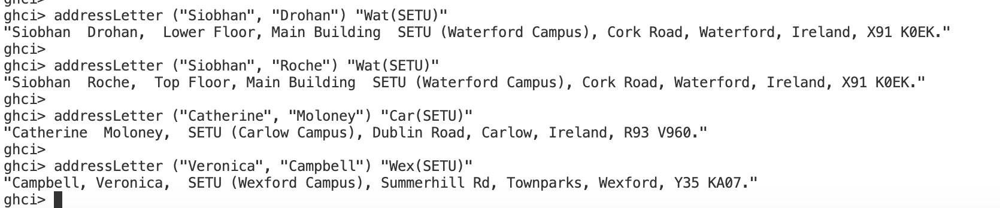 ghci> addressLetter ("Siobhan", "Drohan") "Wat(SETU)"
"Siobhan  Drohan,  Lower Floor, Main Building  SETU (Waterford Campus), Cork Road, Waterford, Ireland, X91 K0EK."
ghci>
ghci> addressLetter ("Siobhan", "Roche") "Wat(SETU)"
"Siobhan  Roche,  Top Floor, Main Building  SETU (Waterford Campus), Cork Road, Waterford, Ireland, X91 K0EK."
ghci>
ghci> addressLetter ("Catherine", "Moloney") "Car(SETU)"
"Catherine  Moloney,  SETU (Carlow Campus), Dublin Road, Carlow, Ireland, R93 V960."
ghci>
ghci> addressLetter ("Veronica", "Campbell") "Wex(SETU)"
"Campbell, Veronica,  SETU (Wexford Campus), Summerhill Rd, Townparks, Wexford, Y35 KA07."
ghci>